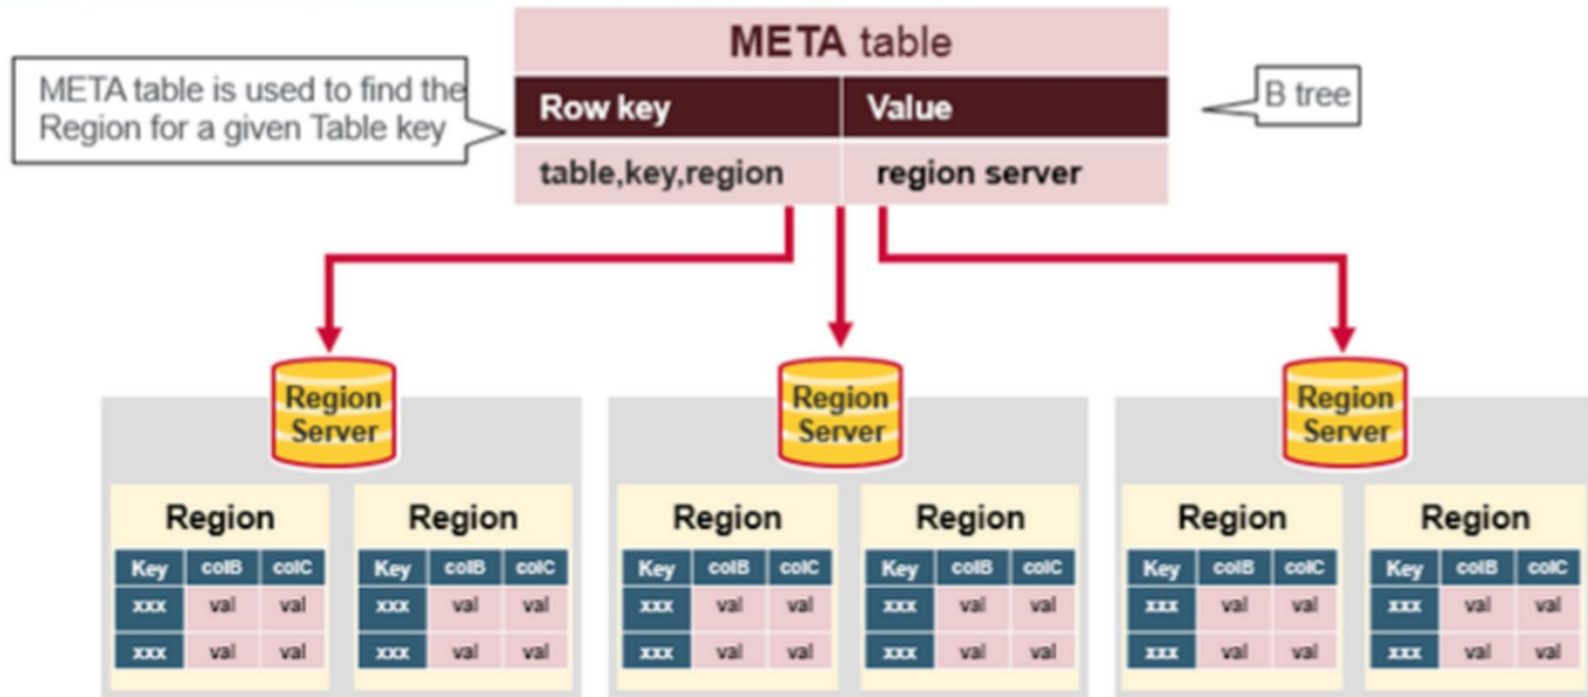 META table
META table is used to find the
Region for a given Table key
Row key Value
B tree
table,key,region region server
Region
Server
Region
Server
Region
Server
Region Region Region Region Region Region
Key colB colC Key colB colC Key colB colC Key colB colC Key colB colC Key colB colC
xxx val val xxx val val xxx val val xxx val val xxx val val xxx val val
xxx val val xxx val val xxx val val xxx val val xxx val val xxx val val